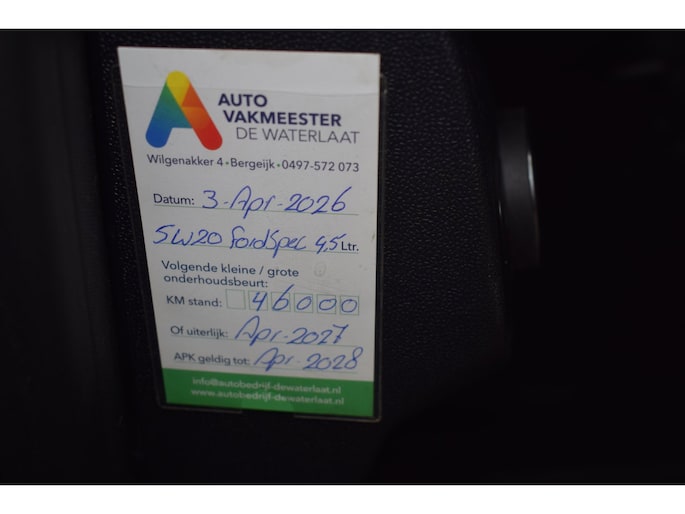 AUTO
VAKMEESTER
DE WATERLAAT
Wilgenakker 4 • Bergeijk • 0497-572 073
Datum: 3-Apr-2026
5W20 fordSpec 4,5 Ltr.
Volgende kleine / grote
onderhoudsbeurt:
KM stand: 46000
Of uiterlijk: Apr-2027
APK geldig tot: Apr-2028
info@autobedrijf-dewaterlaat.nl
www.autobedrijf-dewaterlaat.nl